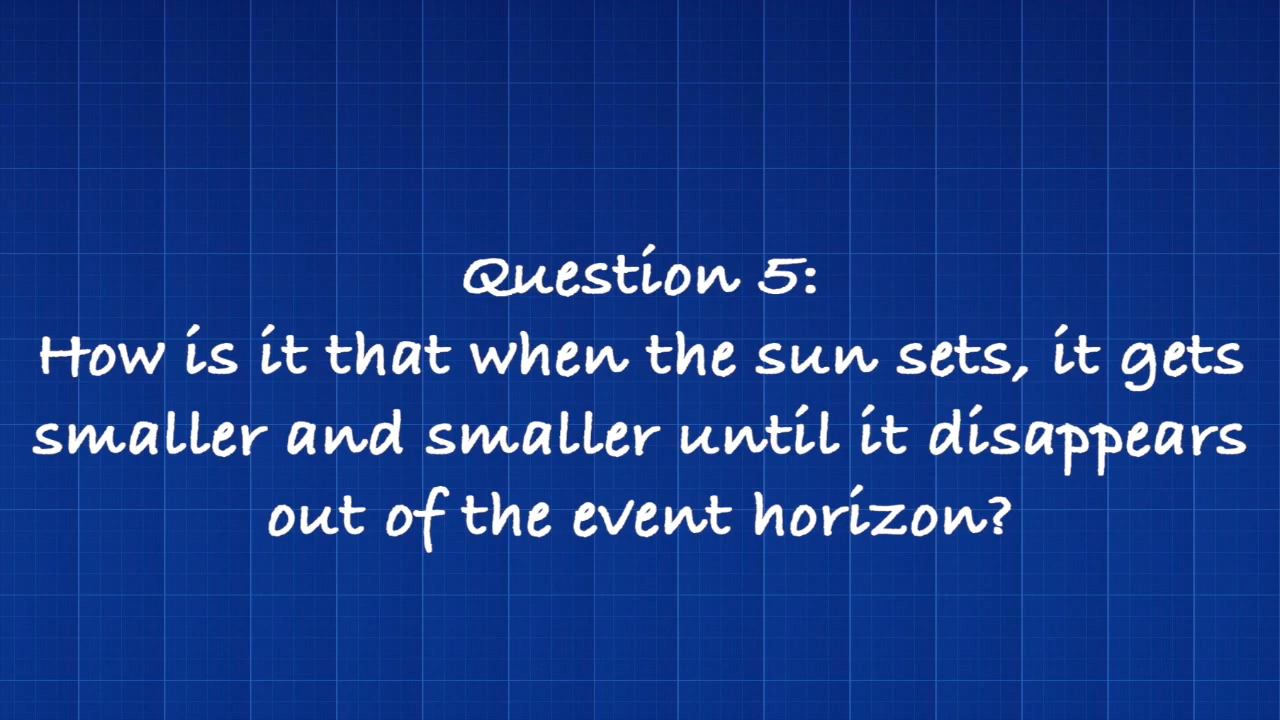 Question 5:
How is it that when the sun sets, it gets
smaller and smaller until it disappears
out of the event horizon?